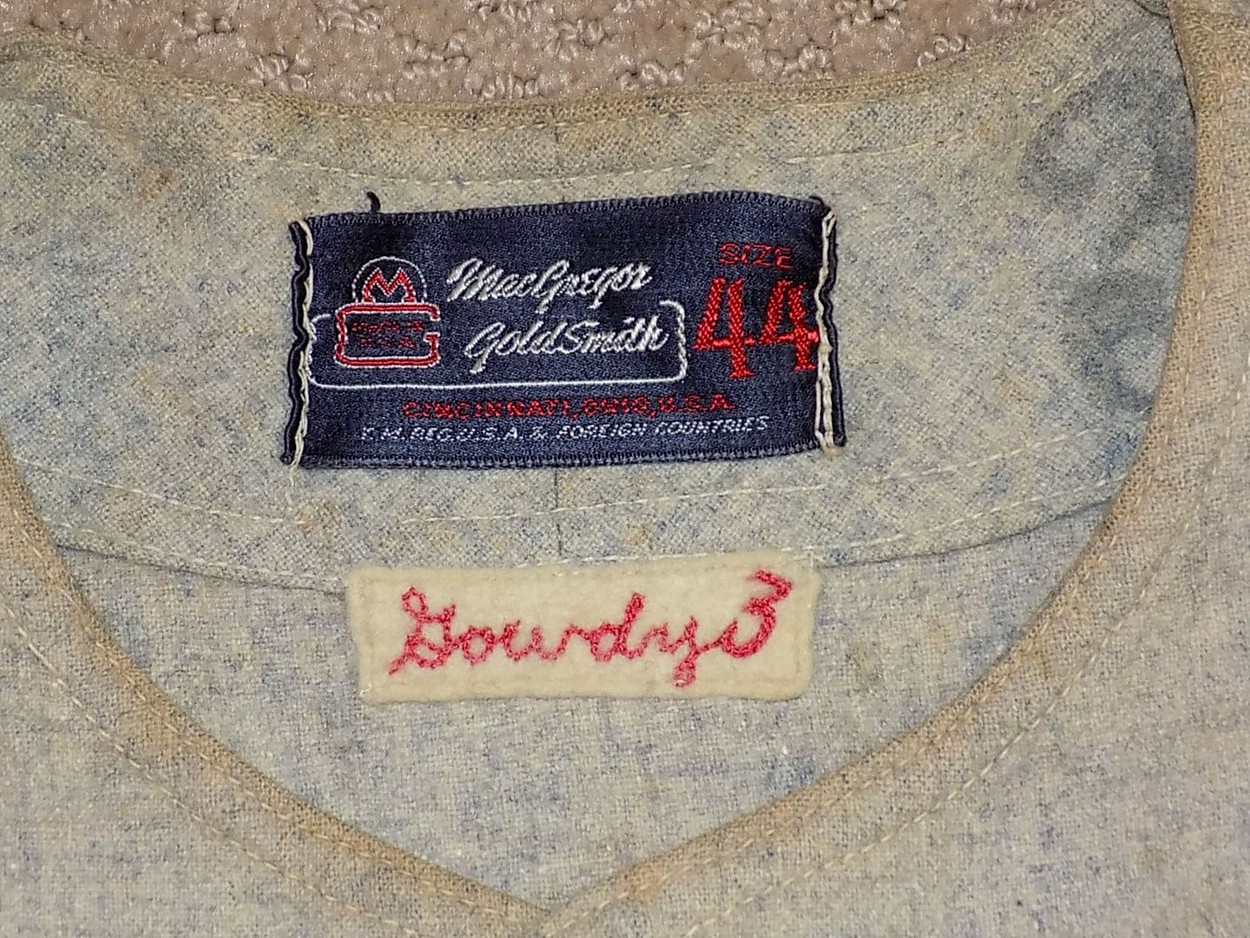 M
MacGregor
GoldSmith
SIZE
44
CINCINNATI, OHIO, U.S.A.
T.M. REG. U.S.A. & FOREIGN COUNTRIES
Gowdy 3